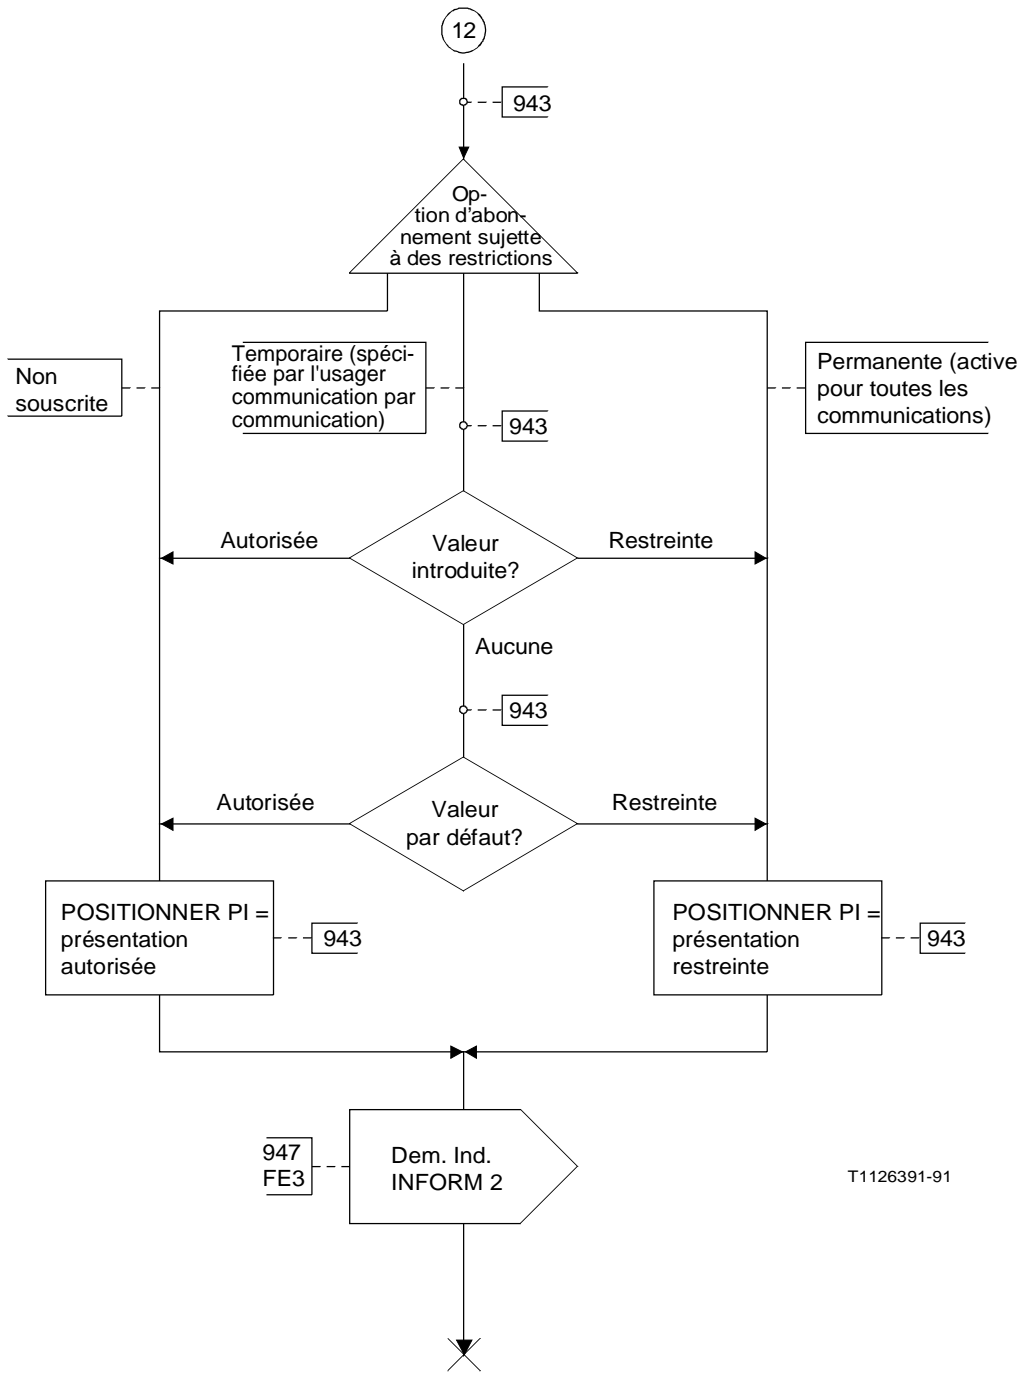 12
943
Op-
tion d'abon-
nement sujette
à des restrictions
Non
souscrite
Temporaire (spéci-
fiée par l'usager
communication par
communication)
943
Permanente (active
pour toutes les
communications)
Autorisée
Valeur
introduite?
Restreinte
Aucune
943
Autorisée
Valeur
par défaut?
Restreinte
POSITIONNER PI =
présentation
autorisée
943
POSITIONNER PI =
présentation
restreinte
943
947
FE3
Dem. Ind.
INFORM 2
T1126391-91